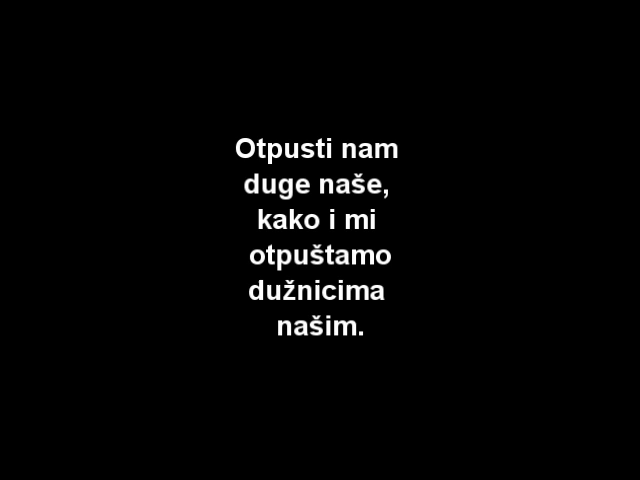 Otpusti nam
duge naše,
kako i mi
otpuštamo
dužnicima
našim.